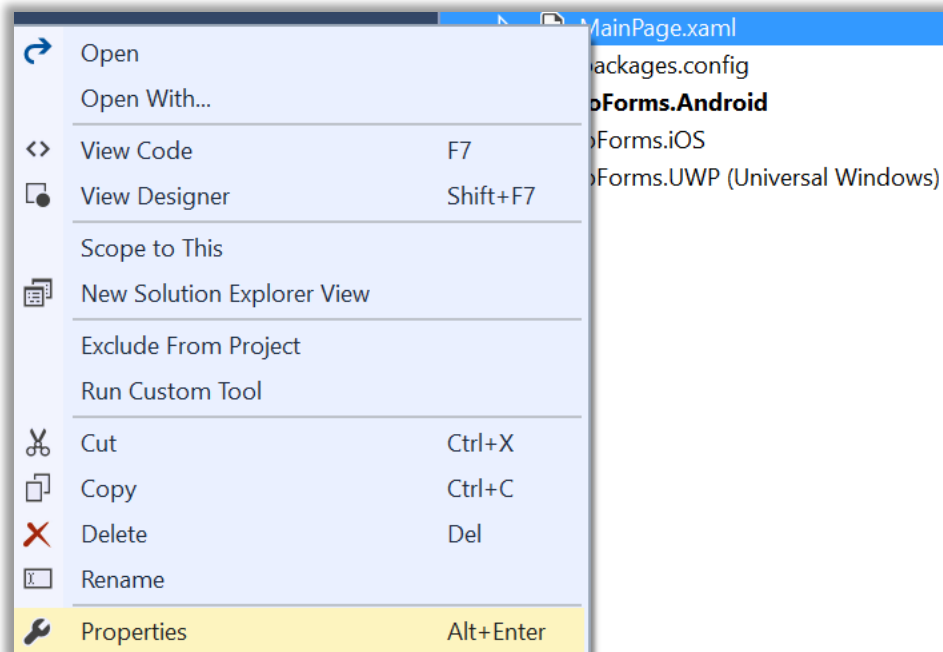 MainPage.xaml
Open
Open With...
View Code F7
View Designer Shift+F7
Scope to This
New Solution Explorer View
Exclude From Project
Run Custom Tool
Cut Ctrl+X
Copy Ctrl+C
Delete Del
Rename
Properties Alt+Enter
ackages.config
oForms.Android
oForms.iOS
oForms.UWP (Universal Windows)